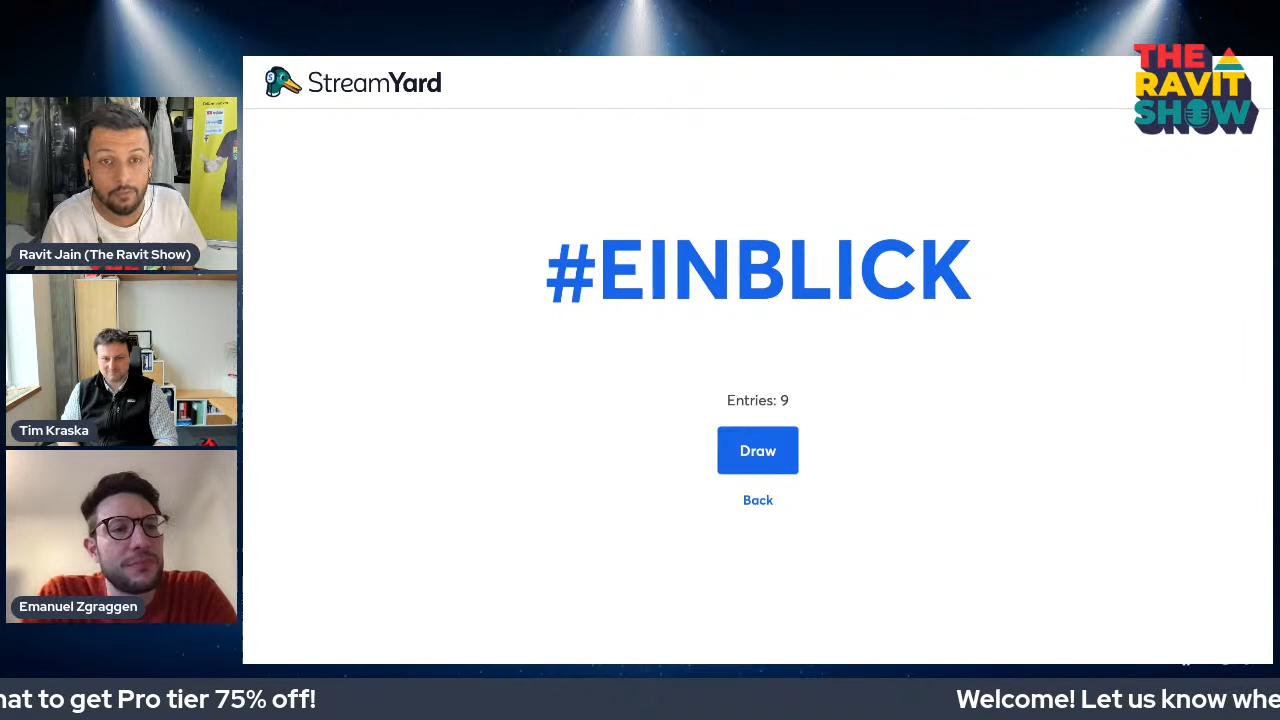 StreamYard
THE
RAVIT
SHOW
Ravit Jain (The Ravit Show)
Tim Kraska
Emanuel Zgraggen
#EINBLICK
Entries: 9
Draw
Back
hat to get Pro tier 75% off!
Welcome! Let us know whe